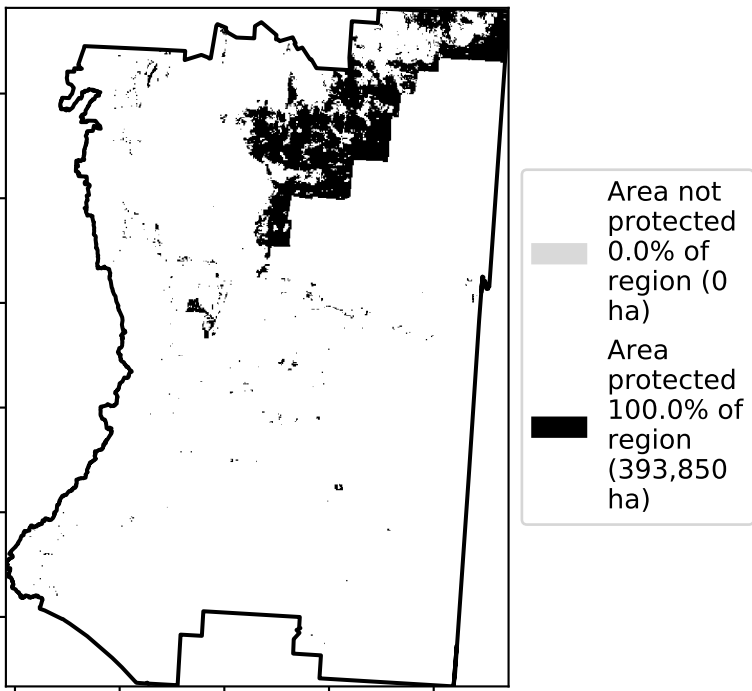 Area not
protected
0.0% of
region (0
ha)
Area
protected
100.0% of
region
(393,850
ha)